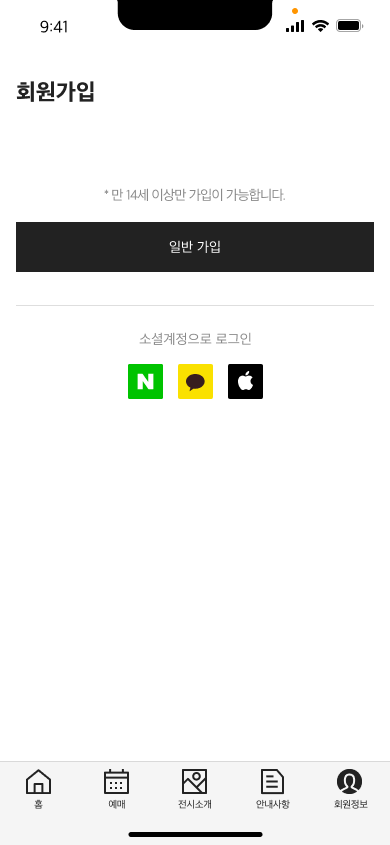 9:41
회원가입
* 만 14세 이상만 가입이 가능합니다.
일반 가입
소셜계정으로 로그인
N
홈
예매
전시소개
안내사항
회원정보